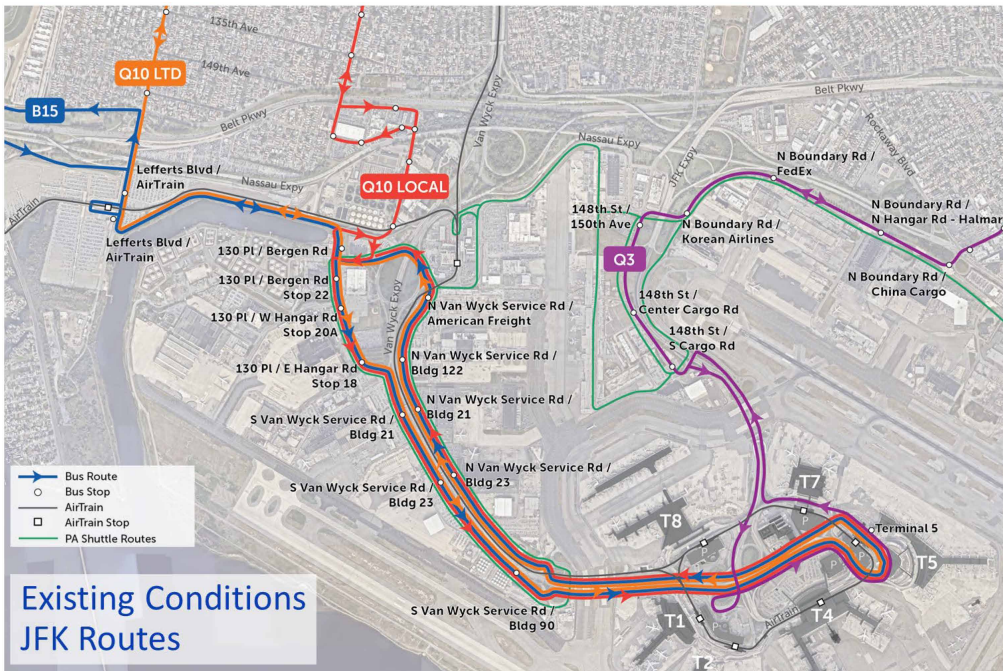 135th Ave
149th Ave
Q10 LTD
B15
Belt Pkwy
Van Wyck Expy
Belt Pkwy
Nassau Expy
Rockaway Blvd
JFK Expy
Lefferts Blvd /
AirTrain
Nassau Expy
Q10 LOCAL
AirTrain
Lefferts Blvd /
AirTrain
N Boundary Rd /
FedEx
148th St /
150th Ave
N Boundary Rd /
Korean Airlines
N Boundary Rd /
N Hangar Rd - Halmar
N Boundary Rd /
China Cargo
Q3
130 Pl / Bergen Rd
130 Pl / Bergen Rd
Stop 22
130 Pl / W Hangar Rd
Stop 20A
130 Pl / E Hangar Rd
Stop 18
Van Wyck Expy
N Van Wyck Service Rd /
American Freight
148th St /
Center Cargo Rd
148th St /
S Cargo Rd
N Van Wyck Service Rd /
Bldg 122
N Van Wyck Service Rd /
Bldg 21
S Van Wyck Service Rd /
Bldg 21
N Van Wyck Service Rd /
Bldg 23
S Van Wyck Service Rd /
Bldg 23
S Van Wyck Service Rd /
Bldg 90
T7
T8
P
P
P
P
Terminal 5
T5
T4
AirTrain
T1
T2
Bus Route
Bus Stop
AirTrain
AirTrain Stop
PA Shuttle Routes
Existing Conditions
JFK Routes